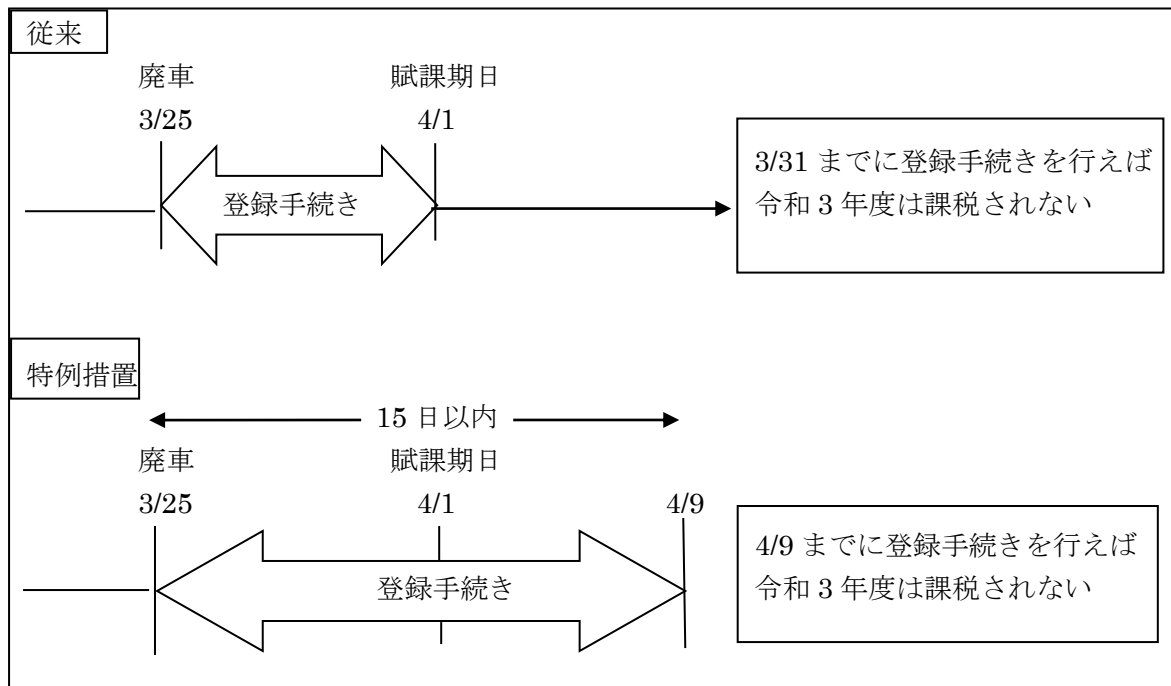 従来
廃車
賦課期日
3/25
4/1
登録手続き
3/31 までに登録手続きを行えば
令和 3 年度は課税されない
特例措置
15 日以内
廃車
賦課期日
3/25
4/1
4/9
登録手続き
4/9 までに登録手続きを行えば
令和 3 年度は課税されない